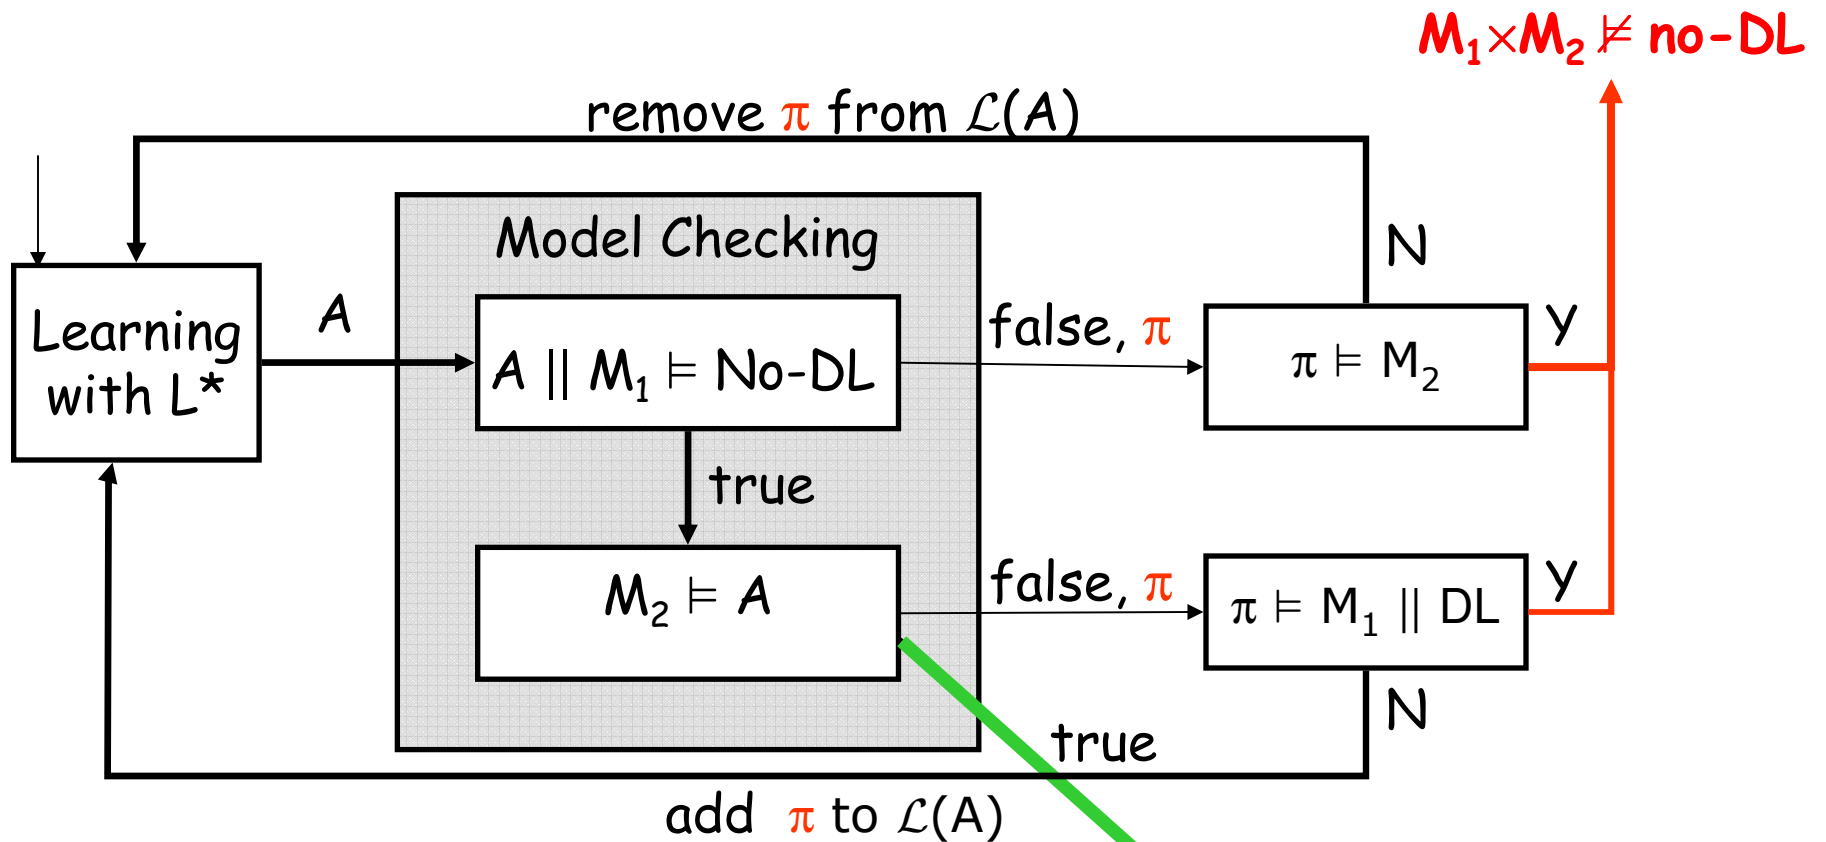 M₁×M₂ ⊭ no-DL
remove π from ℒ(A)
Model Checking
N
Learning
with L*
A
A || M₁ ⊨ No-DL
false, π
π ⊨ M₂
Y
true
M₂ ⊨ A
false, π
π ⊨ M₁ || DL
Y
N
true
add π to ℒ(A)